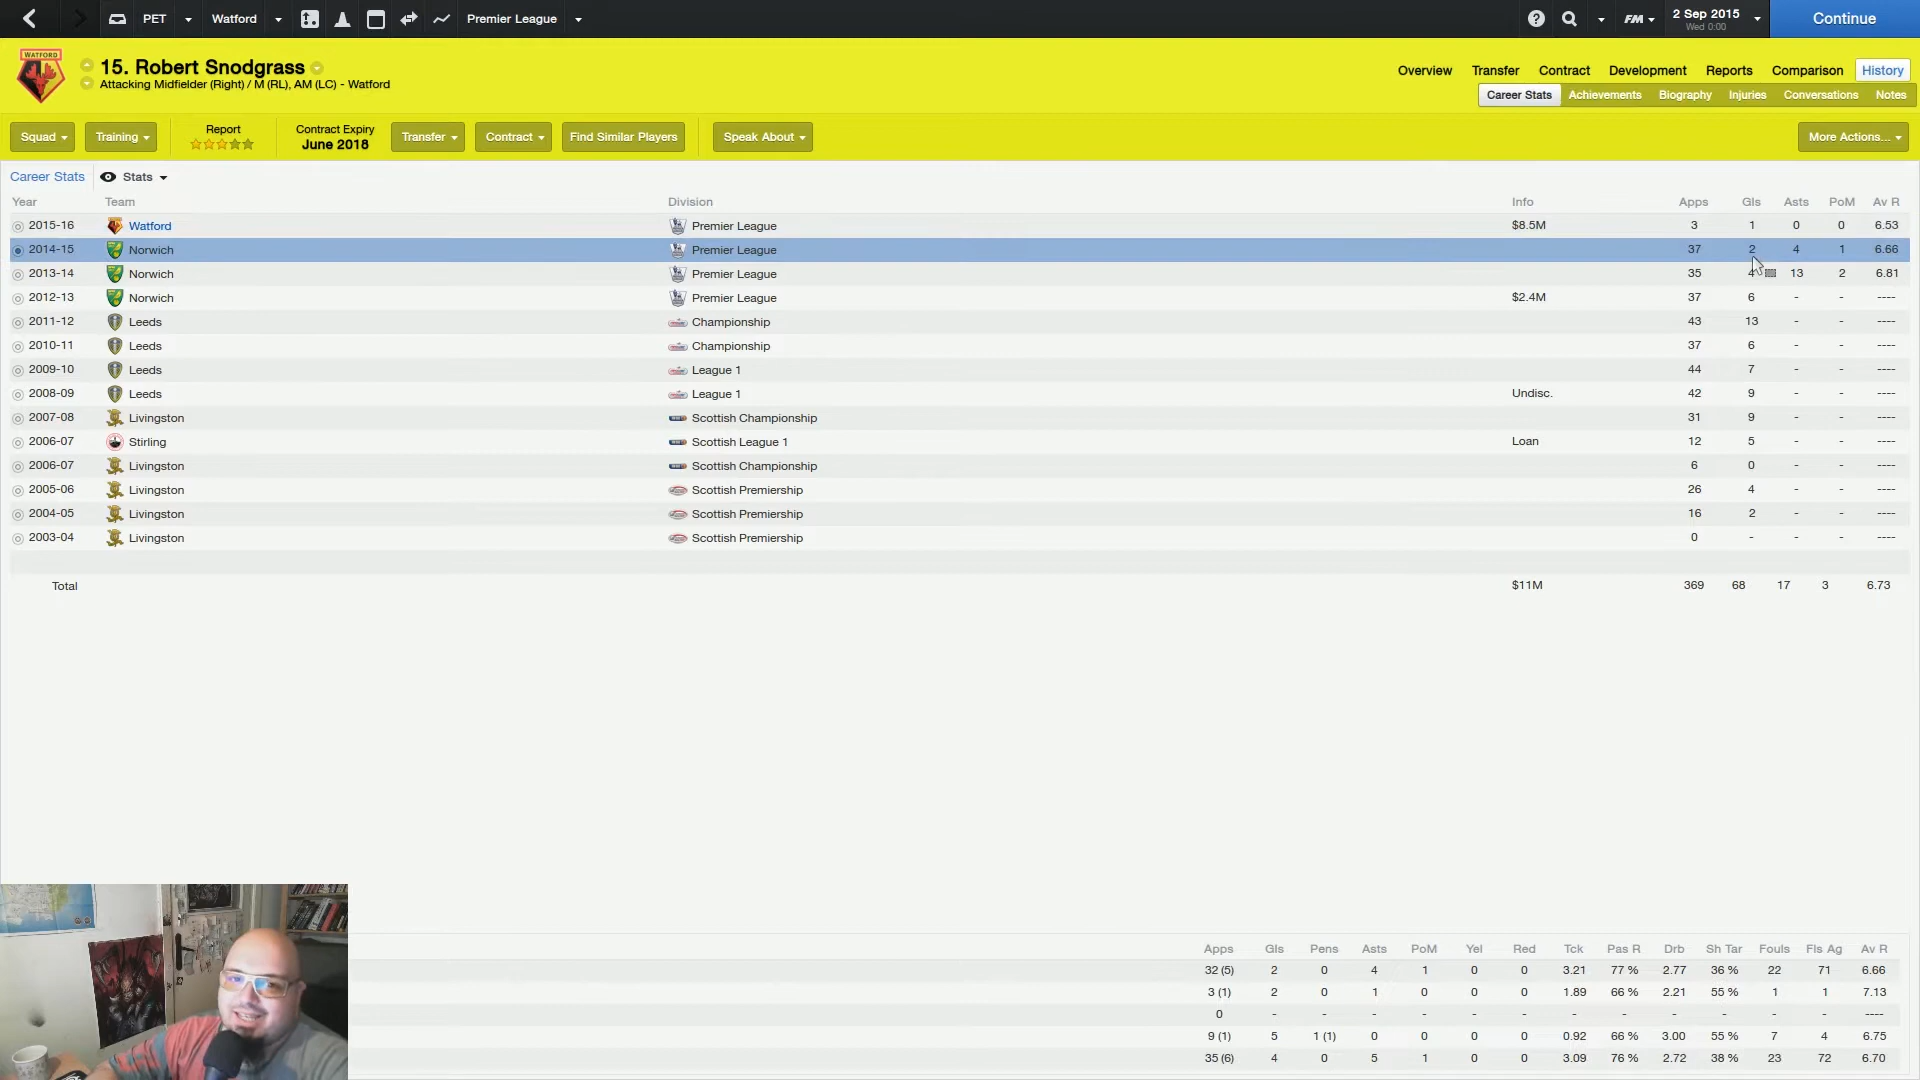 PET Watford Premier League FM 2 Sep 2015 Wed 0:00 Continue
WATFORD
15. Robert Snodgrass
Attacking Midfielder (Right) / M (RL), AM (LC) - Watford
Overview Transfer Contract Development Reports Comparison History
Career Stats Achievements Biography Injuries Conversations Notes
Squad Training Report Contract Expiry June 2018 Transfer Contract Find Similar Players Speak About More Actions...
Career Stats Stats
Year Team Division Info Apps Gls Asts PoM Av R
2015-16 Watford Premier League $8.5M 3 1 0 0 6.53
2014-15 Norwich Premier League 37 2 4 1 6.66
2013-14 Norwich Premier League 35 4 13 2 6.81
2012-13 Norwich Premier League $2.4M 37 6 - - ----
2011-12 Leeds Championship 43 13 - - ----
2010-11 Leeds Championship 37 6 - - ----
2009-10 Leeds League 1 44 7 - - ----
2008-09 Leeds League 1 Undisc. 42 9 - - ----
2007-08 Livingston Scottish Championship 31 9 - - ----
2006-07 Stirling Scottish League 1 Loan 12 5 - - ----
2006-07 Livingston Scottish Championship 6 0 - - ----
2005-06 Livingston Scottish Premiership 26 4 - - ----
2004-05 Livingston Scottish Premiership 16 2 - - ----
2003-04 Livingston Scottish Premiership 0 - - - ----
Total $11M 369 68 17 3 6.73
Apps Gls Pens Asts PoM Yel Red Tck Pas R Drb Sh Tar Fouls Fls Ag Av R
32 (5) 2 0 4 1 0 0 3.21 77 % 2.77 36 % 22 71 6.66
3 (1) 2 0 1 0 0 0 1.89 66 % 2.21 55 % 1 1 7.13
0 - - - - - - - - - - - - ----
9 (1) 5 1 (1) 0 0 0 0 0.92 66 % 3.00 55 % 7 4 6.75
35 (6) 4 0 5 1 0 0 3.09 76 % 2.72 38 % 23 72 6.70